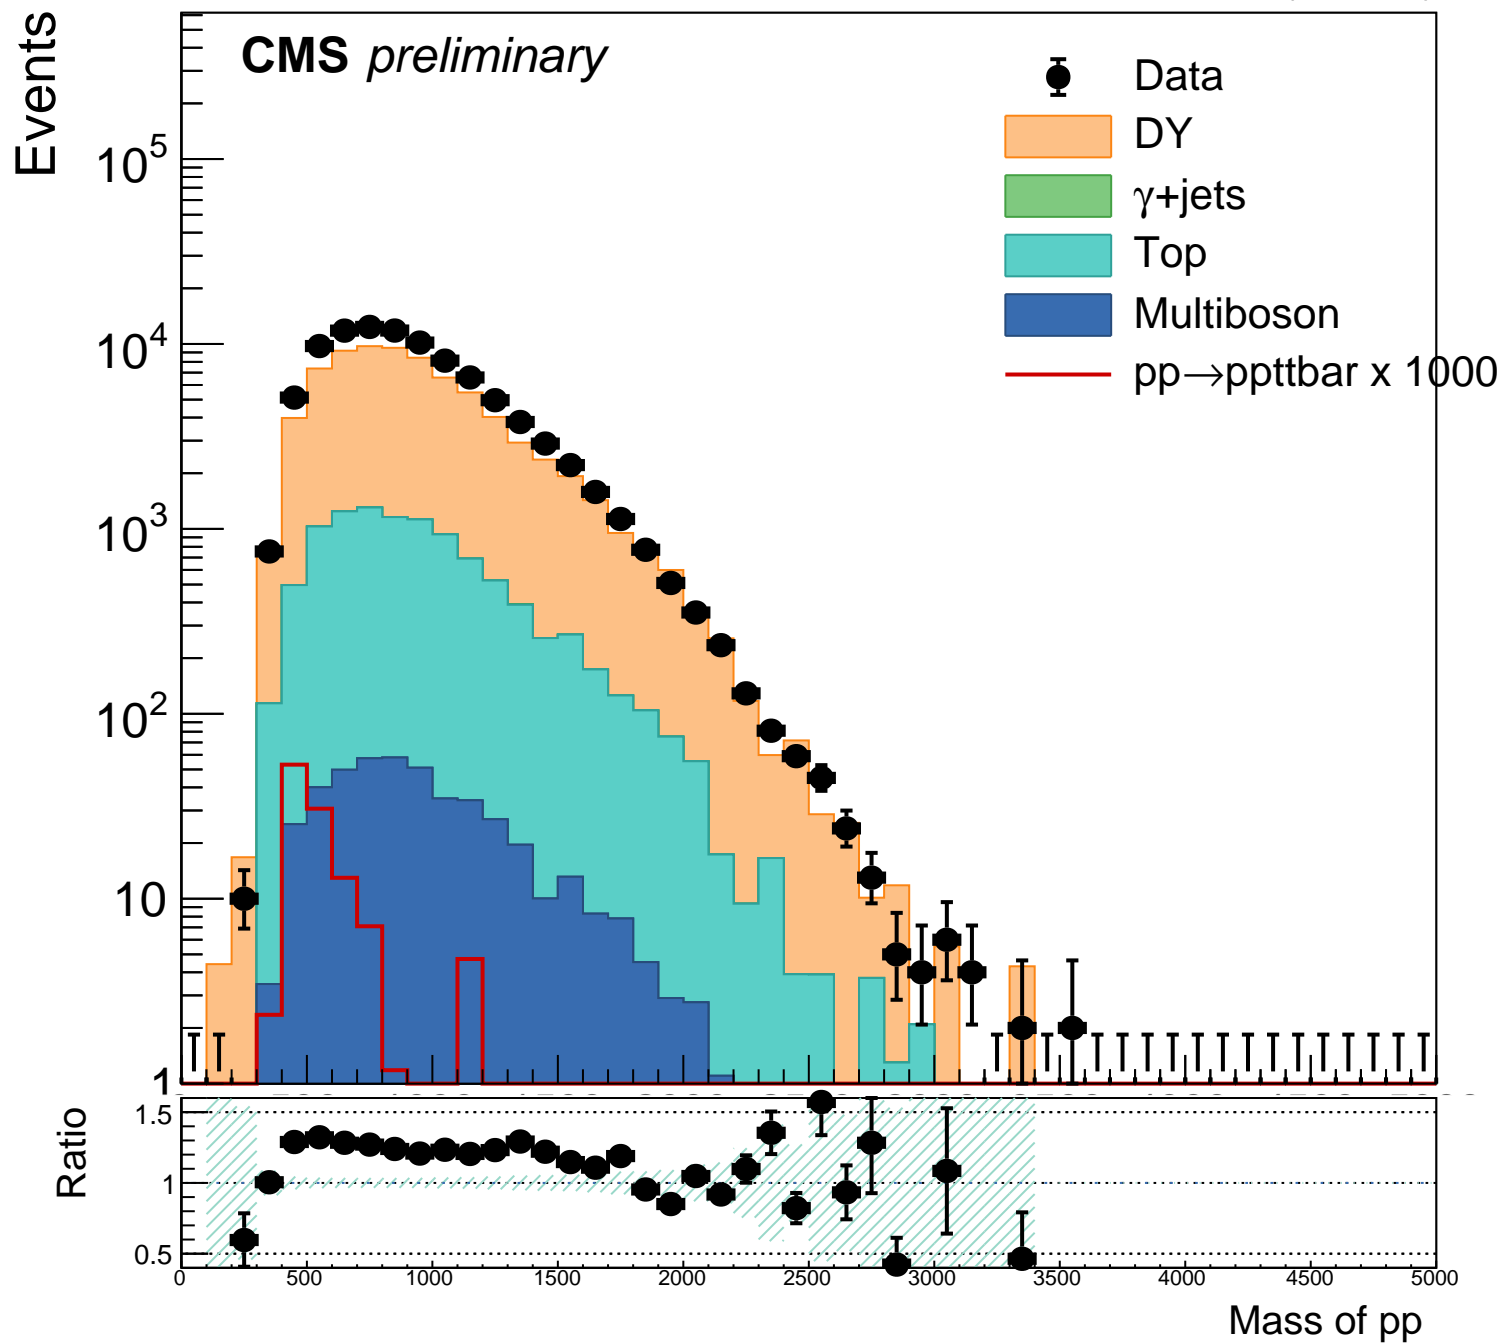 CMS preliminary
Events
10^5
10^4
10^3
10^2
10
1
Data
DY
γ+jets
Top
Multiboson
pp→ppttbar x 1000
Ratio
1.5
1
0.5
0 500 1000 1500 2000 2500 3000 3500 4000 4500 5000
Mass of pp